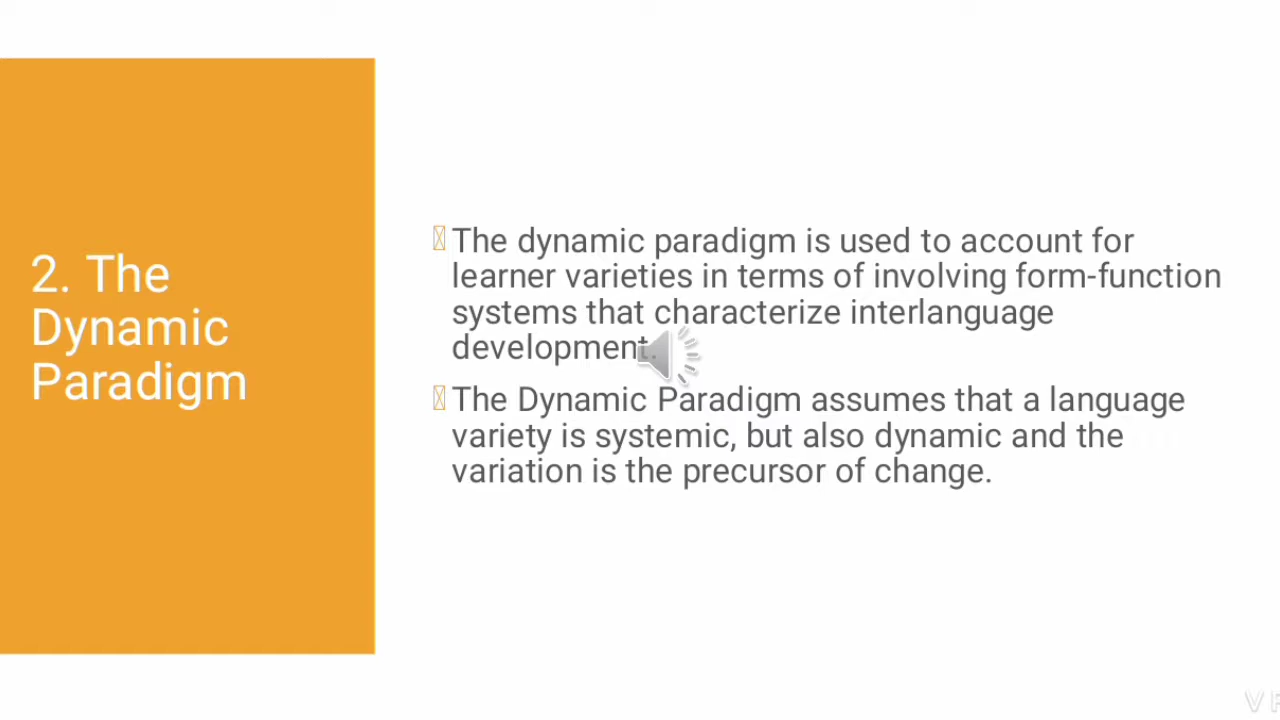 2. The
Dynamic
Paradigm
The dynamic paradigm is used to account for
learner varieties in terms of involving form-function
systems that characterize interlanguage
development.
The Dynamic Paradigm assumes that a language
variety is systemic, but also dynamic and the
variation is the precursor of change.